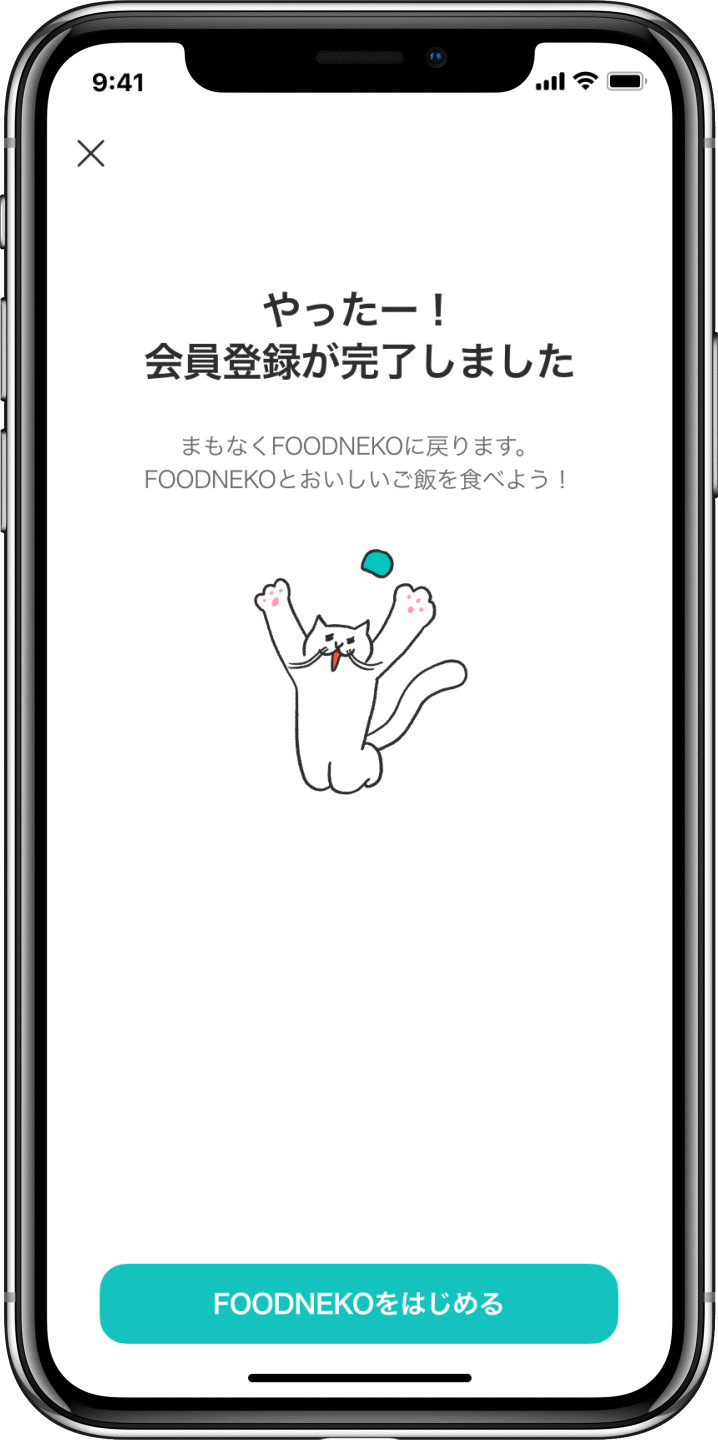 9:41
やったー！
会員登録が完了しました
まもなくFOODNEKOに戻ります。
FOODNEKOとおいしいご飯を食べよう！
FOODNEKOをはじめる